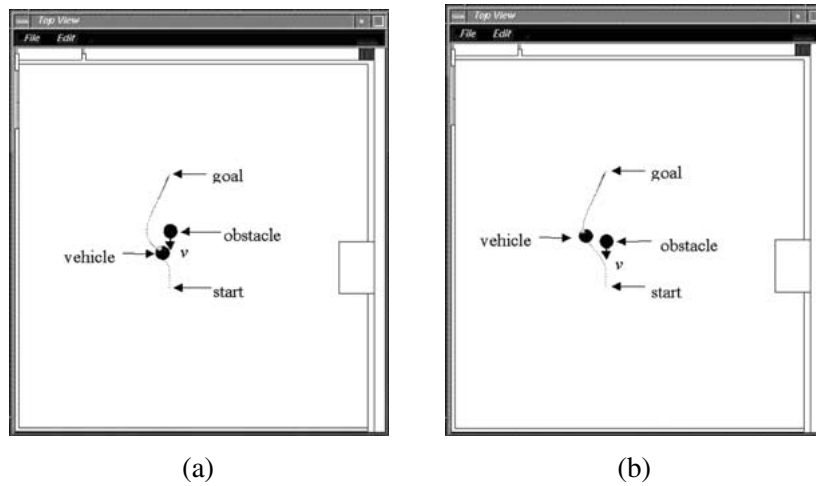 Top View
File Edit
goal
obstacle
v
vehicle
start
(a)
Top View
File Edit
goal
vehicle
obstacle
v
start
(b)